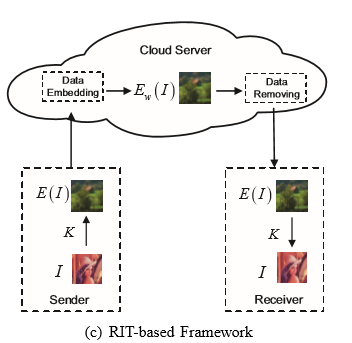 Cloud Server
Data
Embedding
E_w(I)
Data
Removing
E(I)
K
I
Sender
E(I)
K
I
Receiver
(c) RIT-based Framework